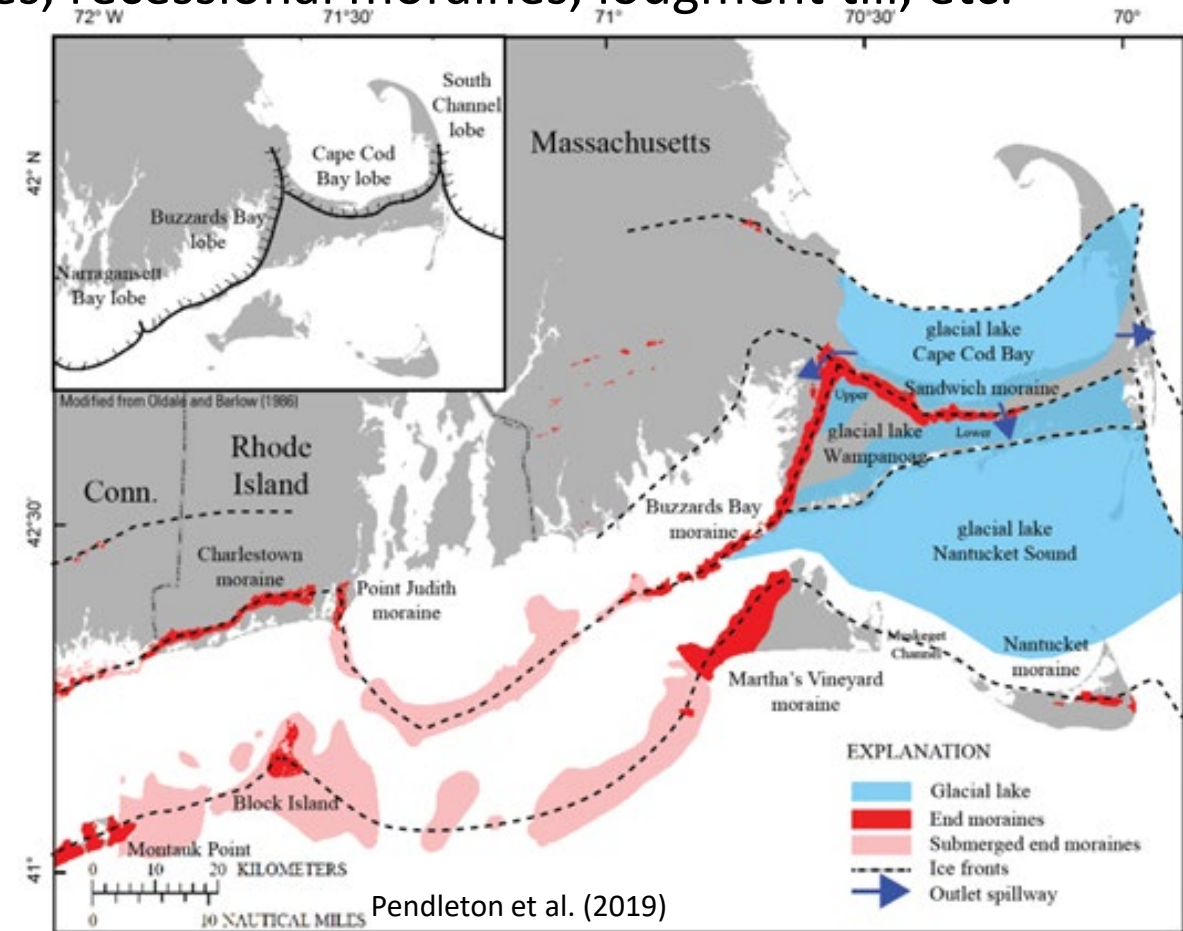 es, recessional moraines, lodgment till, etc.
72° W
71°30'
71°
70°30'
70°
42° N
42°30'
41°
South
Channel
lobe
Cape Cod
Bay lobe
Buzzards Bay
lobe
Narragansett
Bay lobe
Modified from Oldale and Barlow (1986)
Massachusetts
glacial lake
Cape Cod Bay
Sandwich moraine
Upper
Lower
glacial lake
Wampanoag
Rhode
Island
Conn.
Buzzards Bay
moraine
glacial lake
Nantucket Sound
Charlestown
moraine
Point Judith
moraine
Muskeget
Channel
Nantucket
moraine
Martha's Vineyard
moraine
Block Island
Montauk Point
0 10 20 KILOMETERS
0 10 NAUTICAL MILES
Pendleton et al. (2019)
EXPLANATION
Glacial lake
End moraines
Submerged end moraines
Ice fronts
Outlet spillway